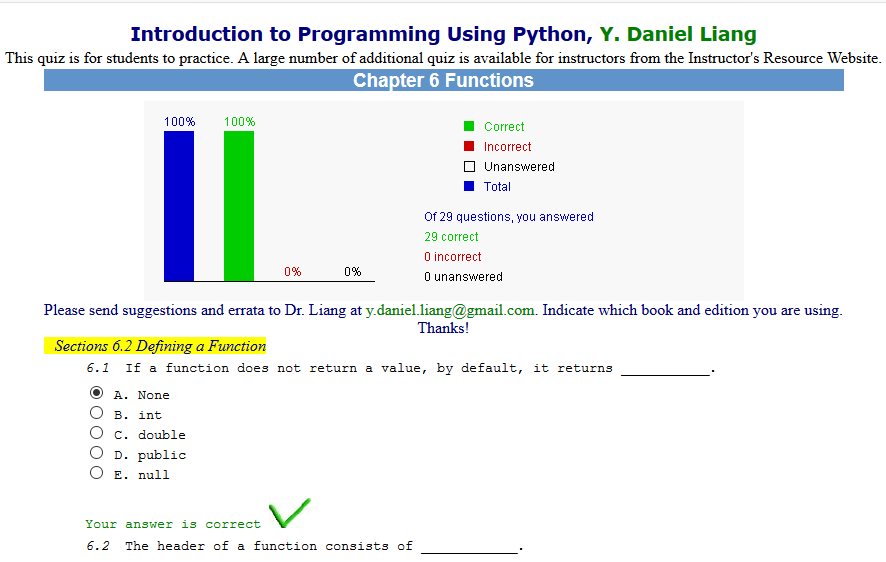 Introduction to Programming Using Python, Y. Daniel Liang
This quiz is for students to practice. A large number of additional quiz is available for instructors from the Instructor's Resource Website.
Chapter 6 Functions
100%
100%
0%
0%
Correct
Incorrect
Unanswered
Total
Of 29 questions, you answered
29 correct
0 incorrect
0 unanswered
Please send suggestions and errata to Dr. Liang at y.daniel.liang@gmail.com. Indicate which book and edition you are using.
Thanks!
Sections 6.2 Defining a Function
6.1 If a function does not return a value, by default, it returns ___________.
A. None
B. int
C. double
D. public
E. null
Your answer is correct
6.2 The header of a function consists of ____________.